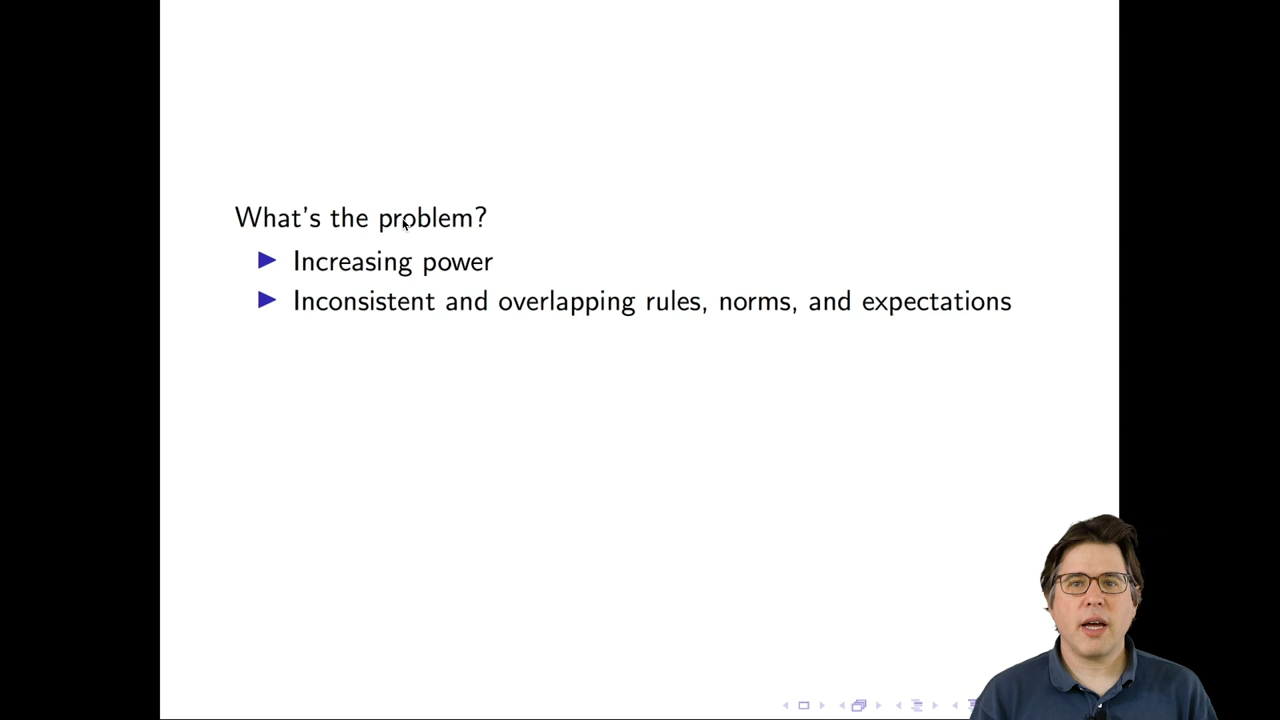 What's the problem?
Increasing power
Inconsistent and overlapping rules, norms, and expectations